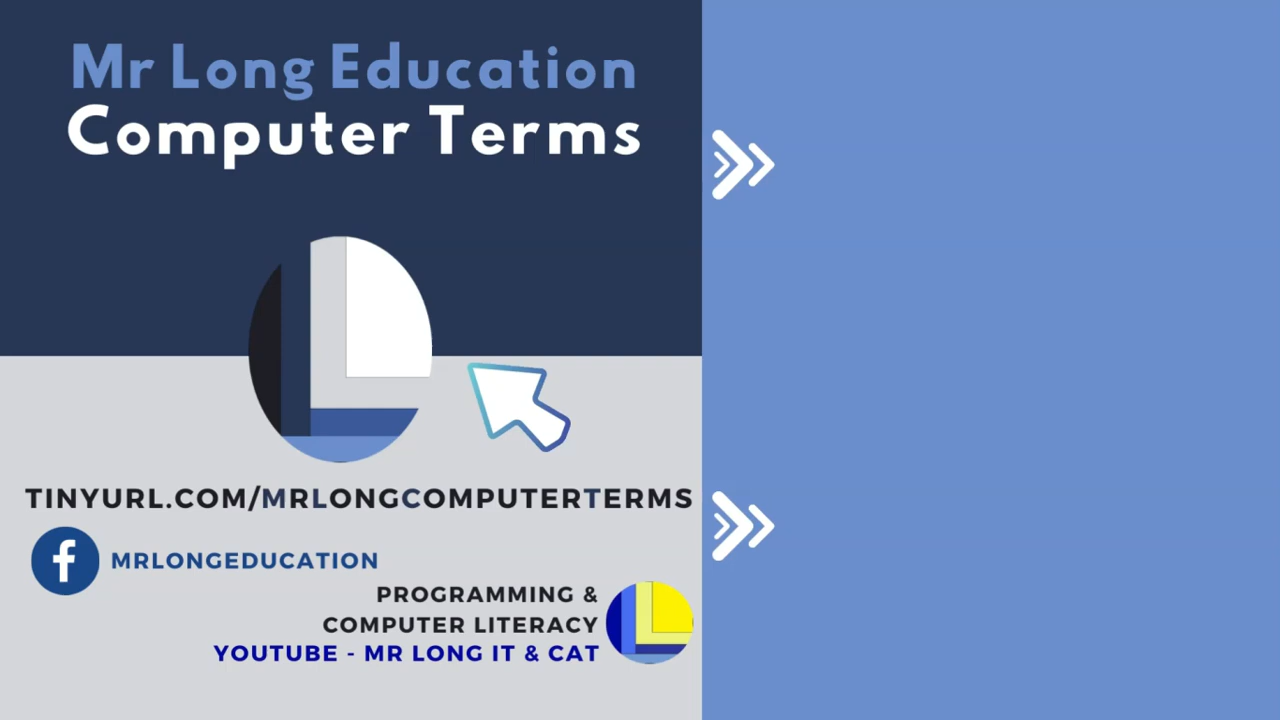 Mr Long Education
Computer Terms
TINYURL.COM/MRLONGCOMPUTERTERMS
MRLONGEDUCATION
PROGRAMMING &
COMPUTER LITERACY
YOUTUBE - MR LONG IT & CAT